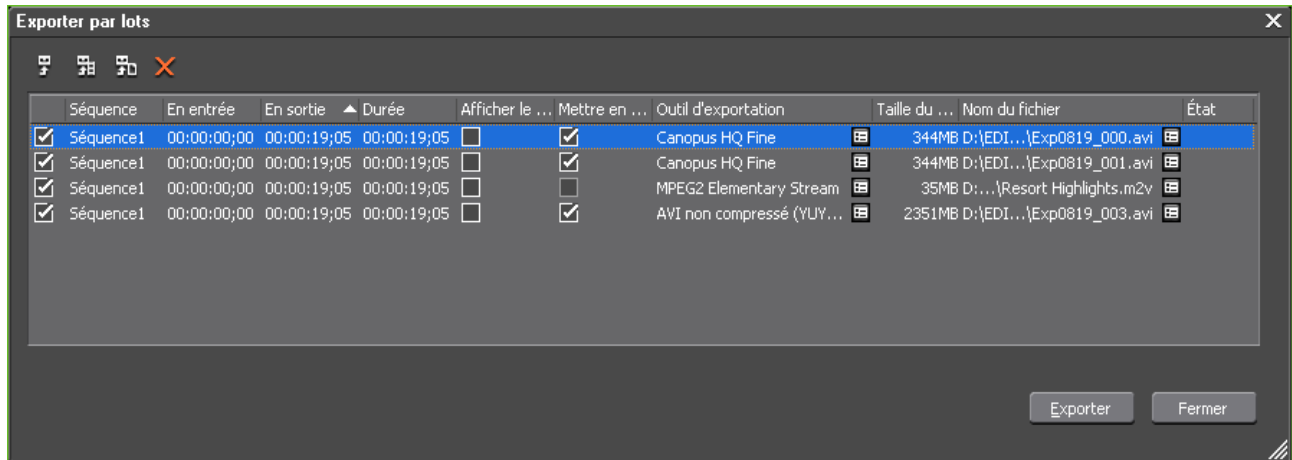 Exporter par lots
Séquence En entrée En sortie Durée Afficher le ... Mettre en ... Outil d'exportation Taille du ... Nom du fichier État
Séquence1 00:00:00;00 00:00:19;05 00:00:19;05 Canopus HQ Fine 344MB D:\EDI...\Exp0819_000.avi
Séquence1 00:00:00;00 00:00:19;05 00:00:19;05 Canopus HQ Fine 344MB D:\EDI...\Exp0819_001.avi
Séquence1 00:00:00;00 00:00:19;05 00:00:19;05 MPEG2 Elementary Stream 35MB D:...\Resort Highlights.m2v
Séquence1 00:00:00;00 00:00:19;05 00:00:19;05 AVI non compressé (YUY... 2351MB D:\EDI...\Exp0819_003.avi
Exporter Fermer